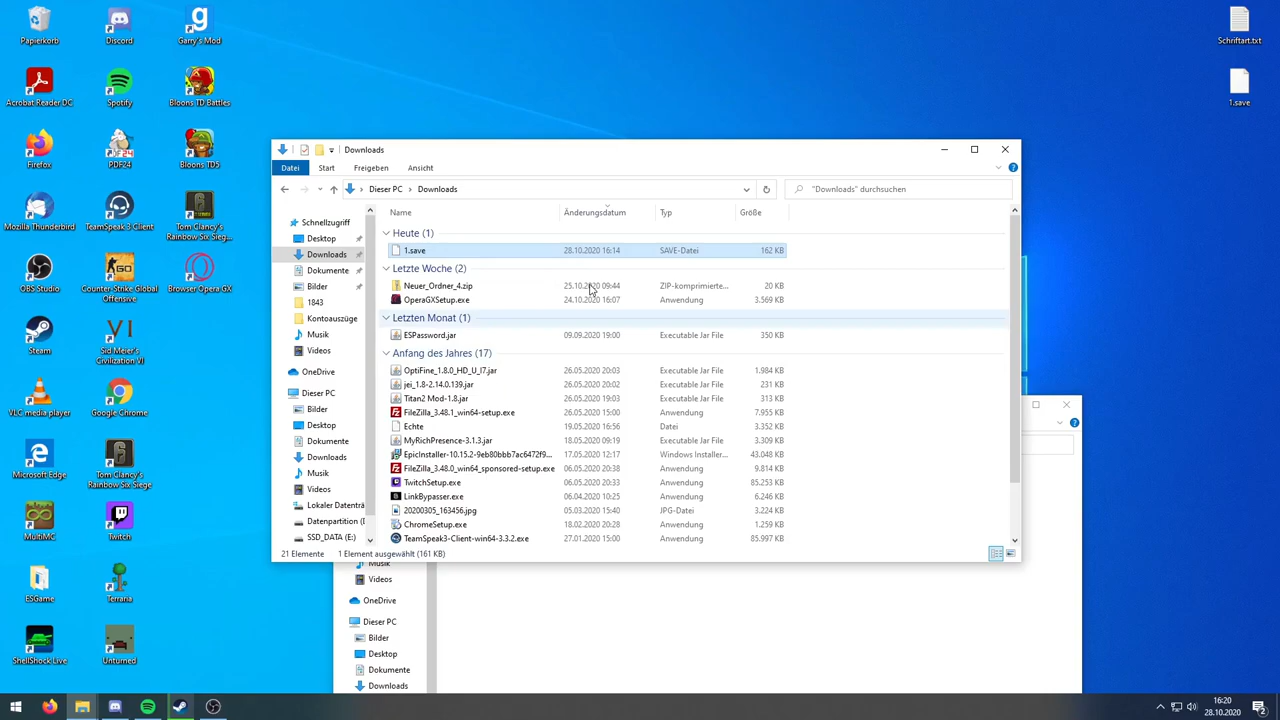 Papierkorb
Discord
Garry's Mod
Acrobat Reader DC
Spotify
Bloons TD Battles
Firefox
PDF24
Bloons TD5
Mozilla Thunderbird
TeamSpeak 3 Client
Tom Clancy's Rainbow Six Sieg...
OBS Studio
Counter-Strike Global Offensive
Browser Opera GX
Steam
Sid Meier's Civilization VI
VLC media player
Google Chrome
Microsoft Edge
Tom Clancy's Rainbow Six Siege
MultiMC
Twitch
ESGame
Terraria
ShellShock Live
Unturned
Schriftart.txt
1.save
Downloads
Datei Start Freigeben Ansicht
Dieser PC Downloads
"Downloads" durchsuchen
Schnellzugriff
Desktop
Downloads
Dokumente
Bilder
1843
Kontoauszüge
Musik
Videos
OneDrive
Dieser PC
Bilder
Desktop
Dokumente
Downloads
Musik
Videos
Lokaler Datenträ
Datenpartition (D
SSD_DATA (E:)
Name Änderungsdatum Typ Größe
Heute (1)
1.save 28.10.2020 16:14 SAVE-Datei 162 KB
Letzte Woche (2)
Neuer_Ordner_4.zip 25.10.2020 09:44 ZIP-komprimierte... 20 KB
OperaGXSetup.exe 24.10.2020 16:07 Anwendung 3.569 KB
Letzten Monat (1)
ESPassword.jar 09.09.2020 19:00 Executable Jar File 350 KB
Anfang des Jahres (17)
OptiFine_1.8.0_HD_U_I7.jar 26.05.2020 20:03 Executable Jar File 1.984 KB
jei_1.8-2.14.0.139.jar 26.05.2020 20:02 Executable Jar File 231 KB
Titan2 Mod-1.8.jar 26.05.2020 19:03 Executable Jar File 313 KB
FileZilla_3.48.1_win64-setup.exe 26.05.2020 15:00 Anwendung 7.955 KB
Echte 19.05.2020 16:56 Datei 3.352 KB
MyRichPresence-3.1.3.jar 18.05.2020 09:19 Executable Jar File 3.309 KB
EpicInstaller-10.15.2-9eb80bbb7ac6472f9... 17.05.2020 12:17 Windows Installer... 43.048 KB
FileZilla_3.48.0_win64_sponsored-setup.exe 06.05.2020 20:38 Anwendung 9.814 KB
TwitchSetup.exe 06.05.2020 20:33 Anwendung 85.253 KB
LinkBypasser.exe 06.04.2020 10:25 Anwendung 6.246 KB
20200305_163456.jpg 05.03.2020 15:40 JPG-Datei 3.224 KB
ChromeSetup.exe 18.02.2020 20:28 Anwendung 1.259 KB
TeamSpeak3-Client-win64-3.3.2.exe 27.01.2020 15:00 Anwendung 85.997 KB
21 Elemente 1 Element ausgewählt (161 KB)
Musik
Videos
OneDrive
Dieser PC
Bilder
Desktop
Dokumente
Downloads
16:20
28.10.2020
2